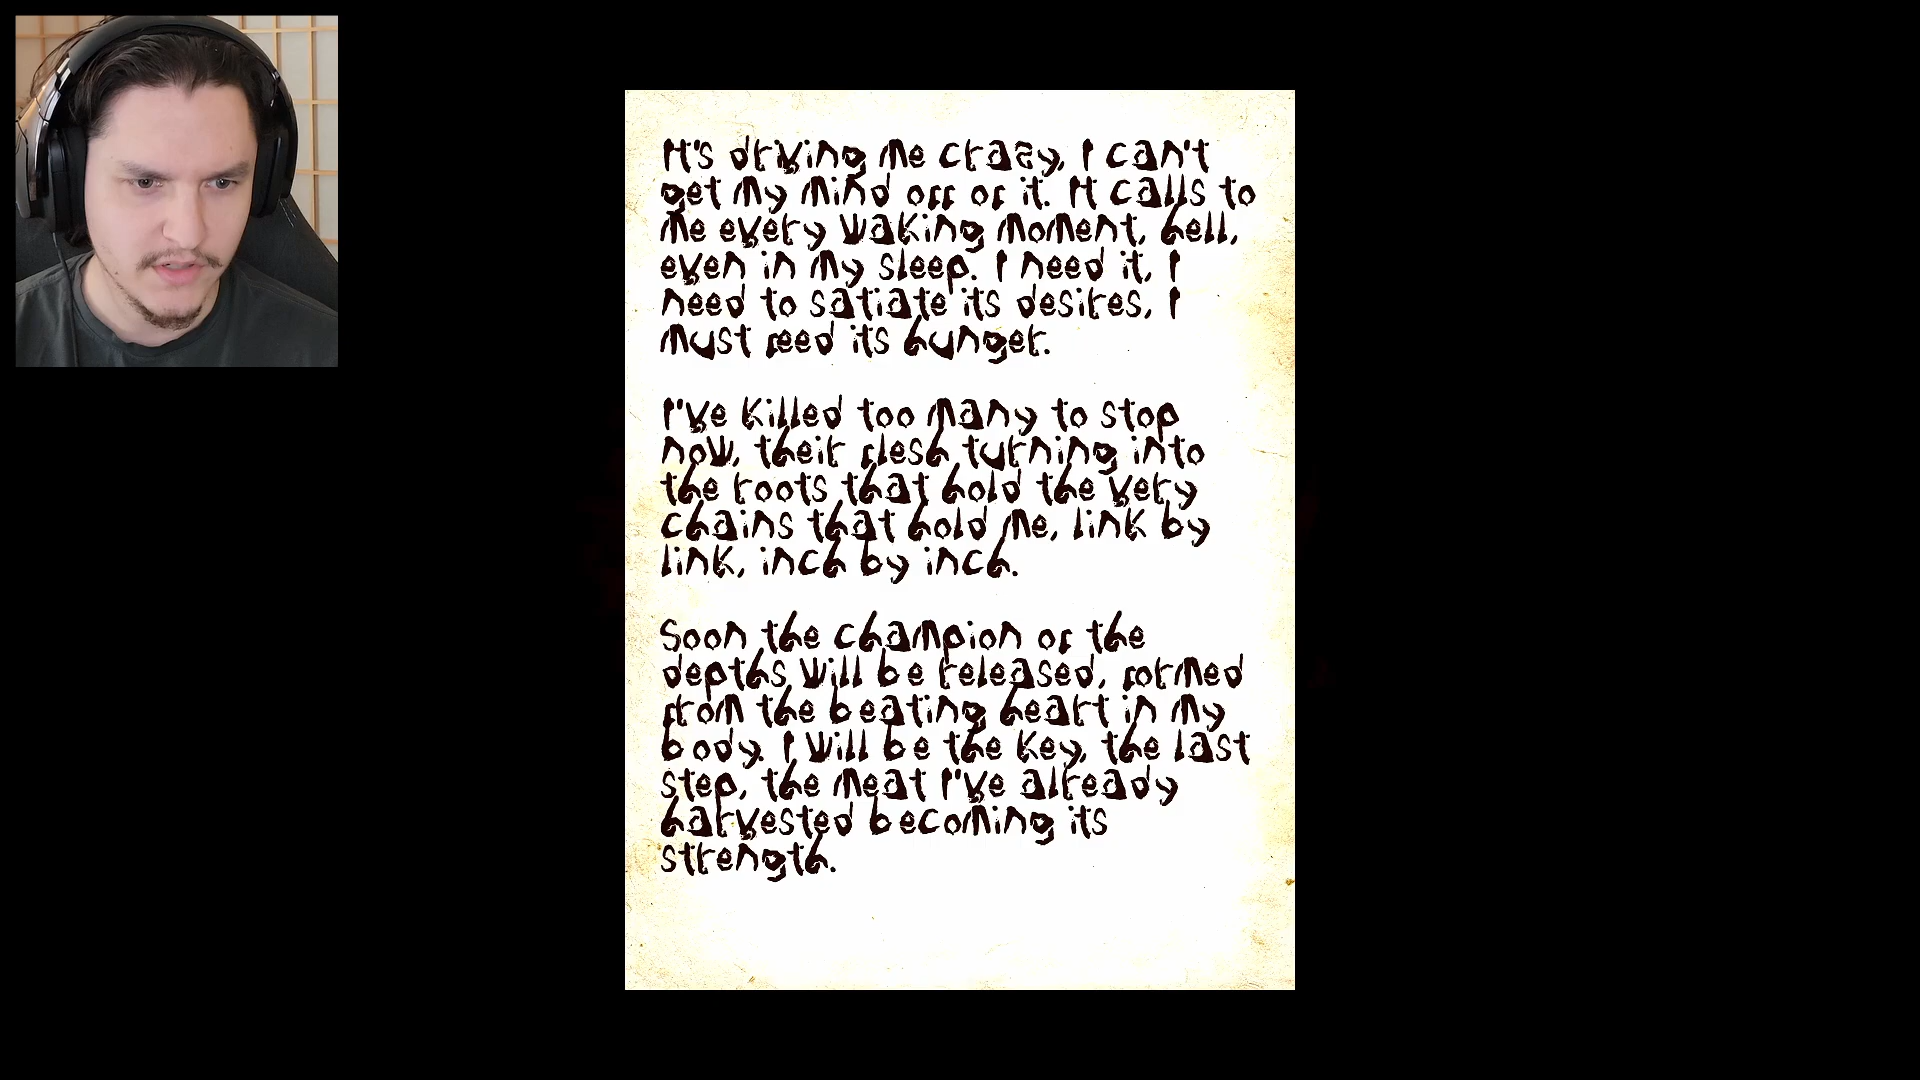 It's driving me crazy, I can't
get my mind off of it. It calls to
me every waking moment, hell,
even in my sleep. I need it, I
need to satiate its desires, I
must feed its hunger.
I've killed too many to stop
now, their flesh turning into
the roots that hold the very
chains that hold me, link by
link, inch by inch.
Soon the champion of the
depths will be released, formed
from the beating heart in my
body. I will be the key, the last
step, the meat I've already
harvested becoming its
strength.